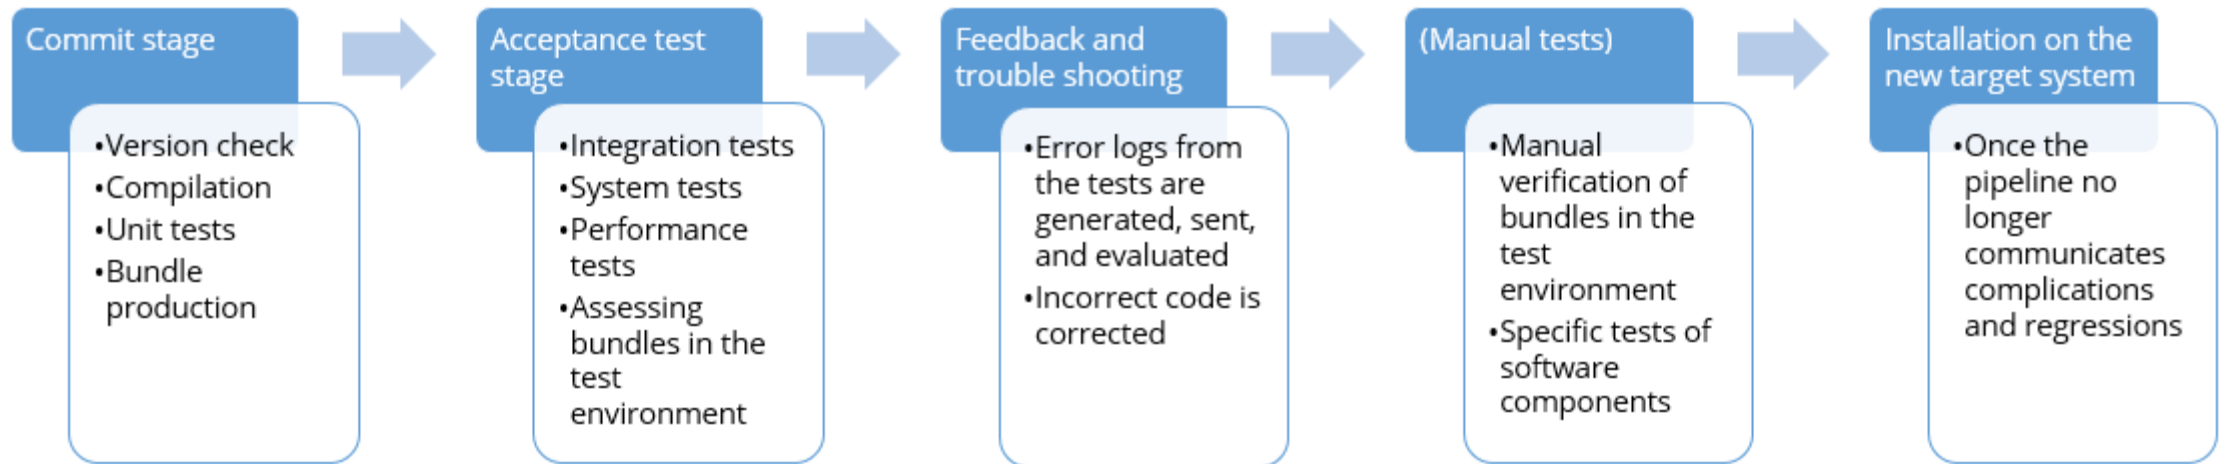 Commit stage
•Version check
•Compilation
•Unit tests
•Bundle
production
Acceptance test
stage
•Integration tests
•System tests
•Performance
tests
•Assessing
bundles in the
test
environment
Feedback and
trouble shooting
•Error logs from
the tests are
generated, sent,
and evaluated
•Incorrect code is
corrected
(Manual tests)
•Manual
verification of
bundles in the
test
environment
•Specific tests of
software
components
Installation on the
new target system
•Once the
pipeline no
longer
communicates
complications
and regressions